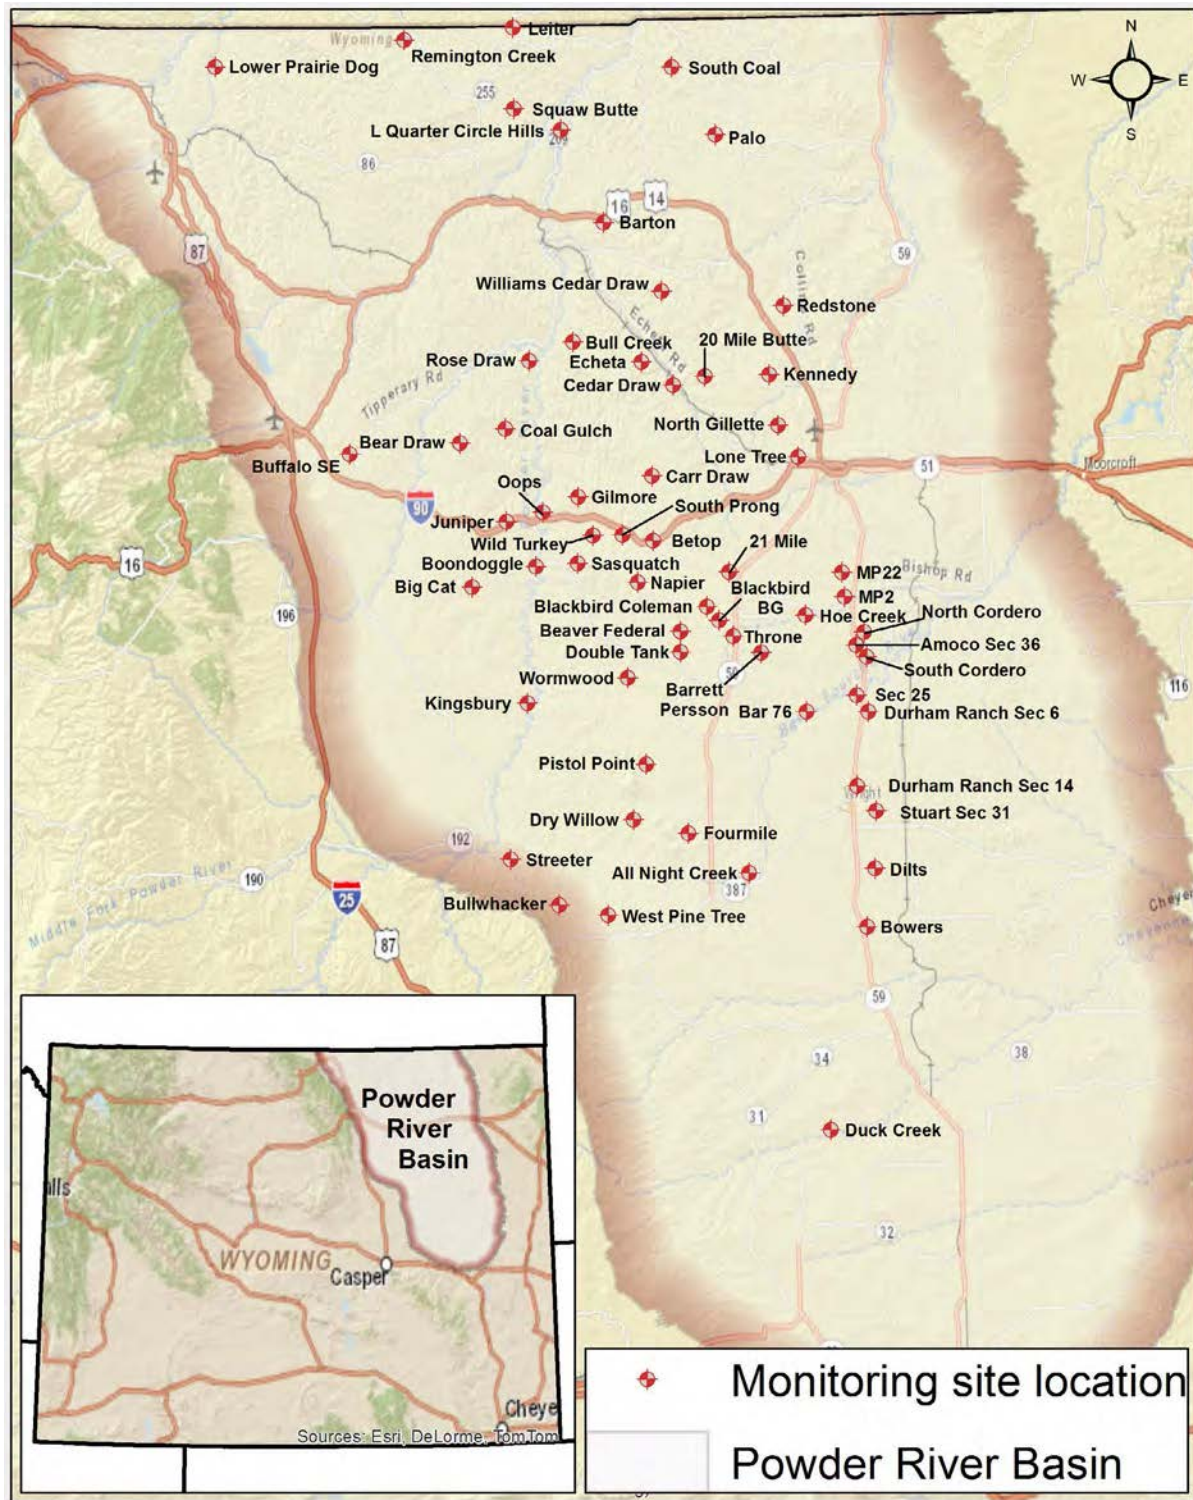 Leiter
Wyoming
Remington Creek
N
Lower Prairie Dog
South Coal
W
E
255
Squaw Butte
S
L Quarter Circle Hills
Palo
86
14
16
Barton
87
59
Williams Cedar Draw
Redstone
Echeta Rd
Bull Creek
20 Mile Butte
Rose Draw
Echeta
Kennedy
Cedar Draw
Tipperary Rd
North Gillette
Coal Gulch
Bear Draw
Lone Tree
Buffalo SE
51
Moorcroft
Carr Draw
Oops
Gilmore
90
South Prong
Juniper
Wild Turkey
Betop
21 Mile
16
Boondoggle
Sasquatch
MP22
Bishop Rd
Big Cat
Napier
Blackbird
BG
MP2
Blackbird Coleman
Hoe Creek
North Cordero
196
Beaver Federal
Throne
Amoco Sec 36
Double Tank
South Cordero
50
Wormwood
116
Barrett
Persson
Sec 25
Kingsbury
Bar 76
Durham Ranch Sec 6
Pistol Point
Durham Ranch Sec 14
Wright
Stuart Sec 31
Dry Willow
Fourmile
192
Streeter
Middle Fork Powder River
190
All Night Creek
Dilts
387
25
Bullwhacker
West Pine Tree
Bowers
87
59
34
38
31
Duck Creek
32
Powder
River
Basin
WYOMING
Casper
Cheye
Sources: Esri, DeLorme, TomTom
Monitoring site location
Powder River Basin